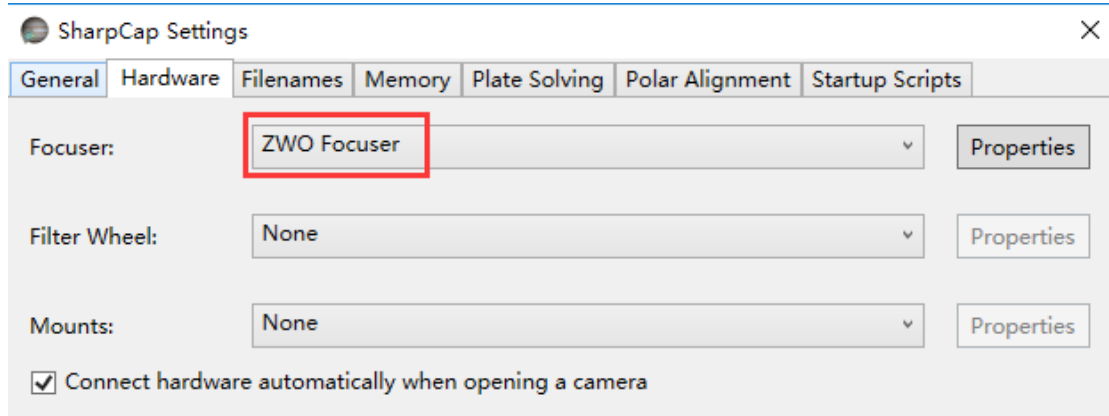 SharpCap Settings
General Hardware Filenames Memory Plate Solving Polar Alignment Startup Scripts
Focuser: ZWO Focuser Properties
Filter Wheel: None Properties
Mounts: None Properties
Connect hardware automatically when opening a camera